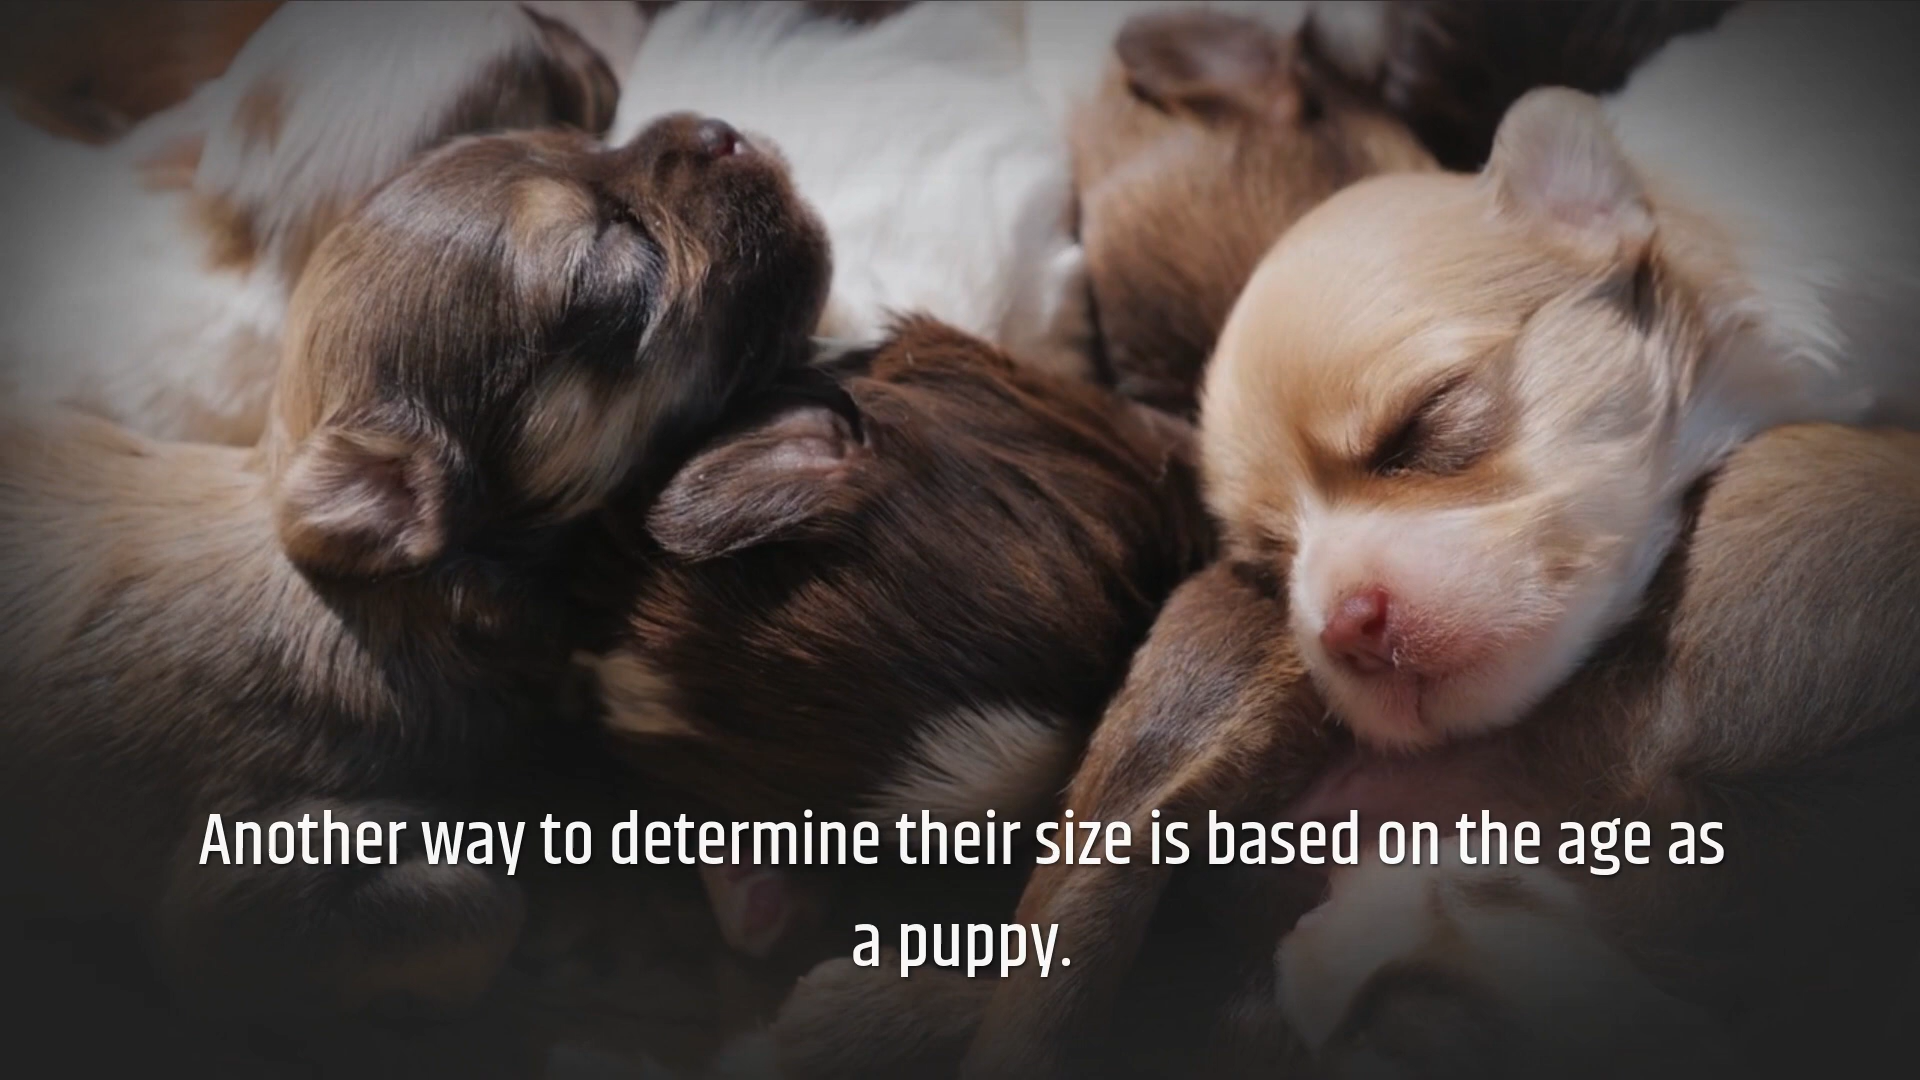 Another way to determine their size is based on the age as
a puppy.